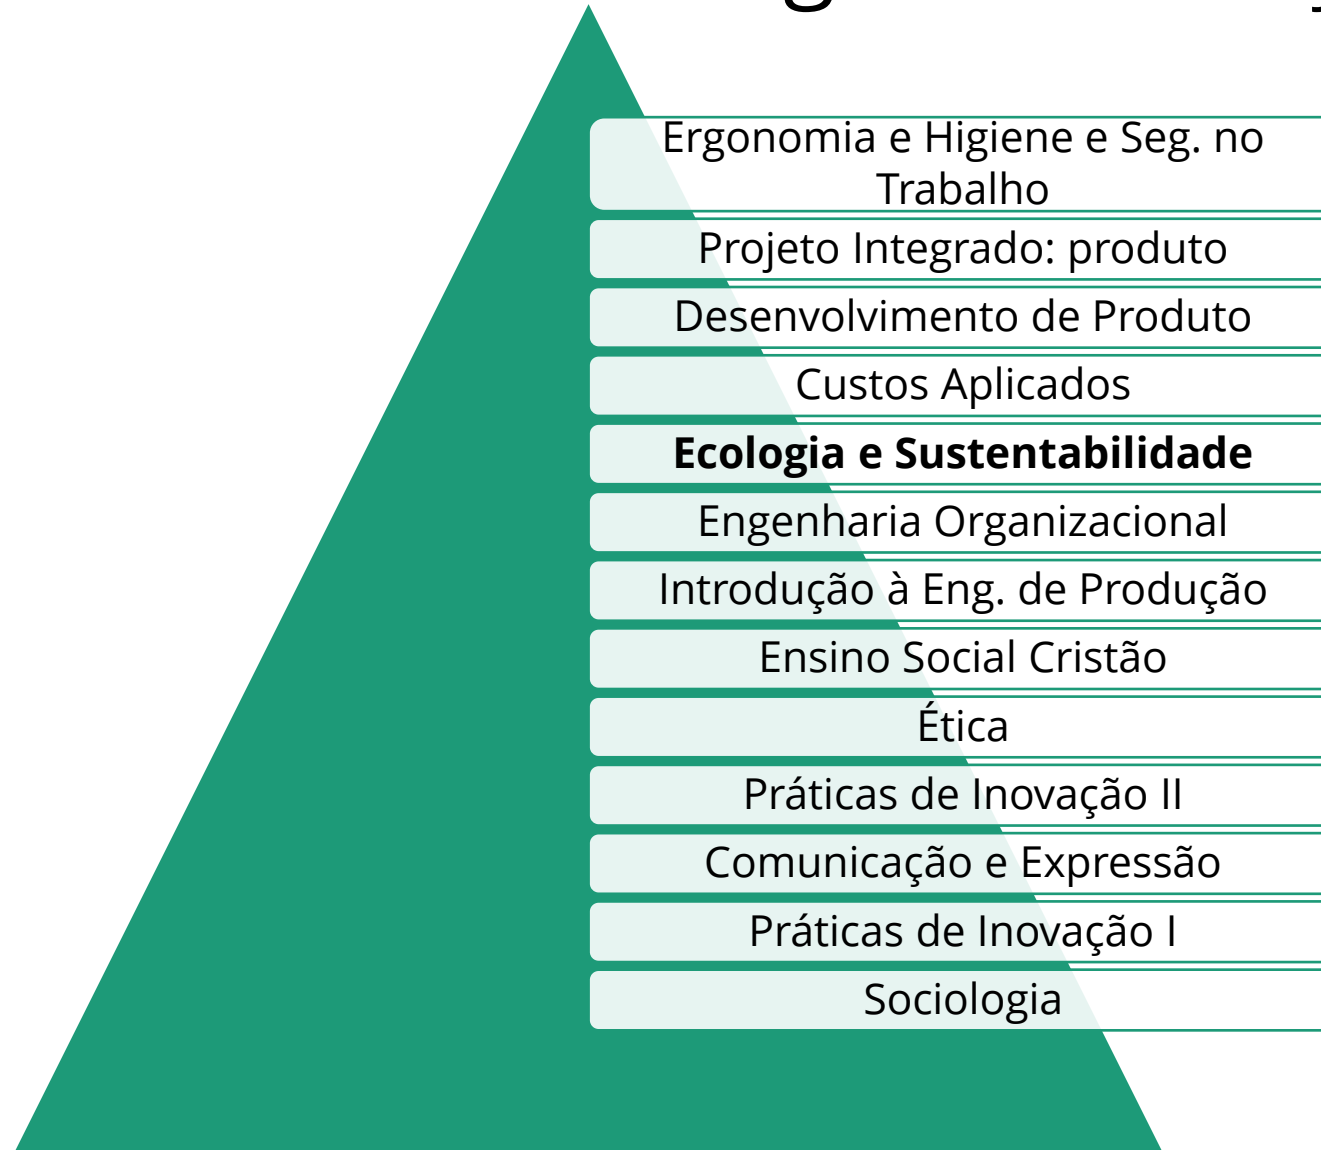 Ergonomia e Higiene e Seg. no
Trabalho
Projeto Integrado: produto
Desenvolvimento de Produto
Custos Aplicados
Ecologia e Sustentabilidade
Engenharia Organizacional
Introdução à Eng. de Produção
Ensino Social Cristão
Ética
Práticas de Inovação II
Comunicação e Expressão
Práticas de Inovação I
Sociologia